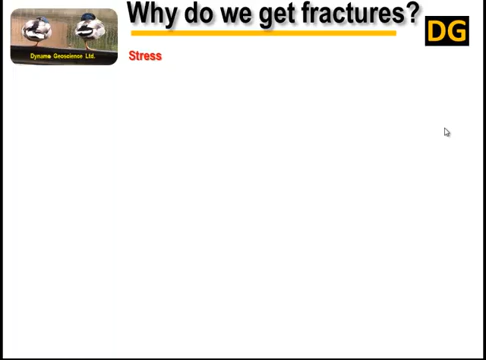 Why do we get fractures?
DG
Dynamo Geoscience Ltd.
Stress